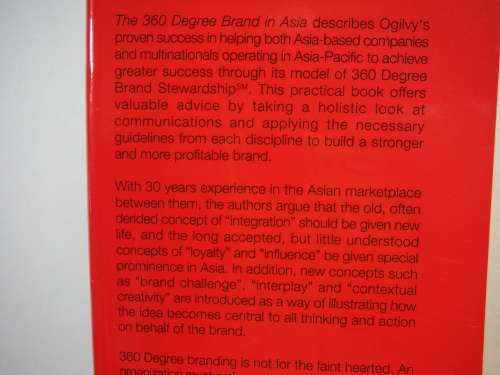 The 360 Degree Brand in Asia describes Ogilvy's
proven success in helping both Asia-based companies
and multinationals operating in Asia-Pacific to achieve
greater success through its model of 360 Degree
Brand Stewardship℠. This practical book offers
valuable advice by taking a holistic look at
communications and applying the necessary
guidelines from each discipline to build a stronger
and more profitable brand.
With 30 years experience in the Asian marketplace
between them, the authors argue that the old, often
derided concept of "integration" should be given new
life, and the long accepted, but little understood
concepts of "loyalty" and "influence" be given special
prominence in Asia. In addition, new concepts such
as "brand challenge", "interplay" and "contextual
creativity" are introduced as a way of illustrating how
the idea becomes central to all thinking and action
on behalf of the brand.
360 Degree branding is not for the faint hearted. An